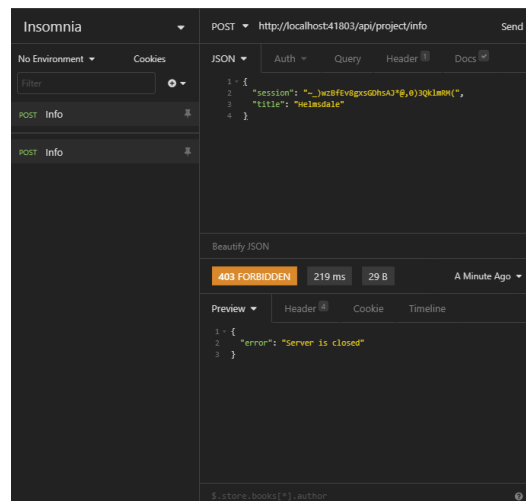 Insomnia
POST http://localhost:41803/api/project/info Send
No Environment Cookies
JSON Auth Query Header 1 Docs
Filter
1 {
2 "session": "~_)wzBfEv8gxsGDhsAJ*@,0)3QklmRM(",
3 "title": "Helmsdale"
4 }
POST Info
POST Info
Beautify JSON
403 FORBIDDEN 219 ms 29 B A Minute Ago
Preview Header 4 Cookie Timeline
1 {
2 "error": "Server is closed"
3 }
$.store.books[*].author